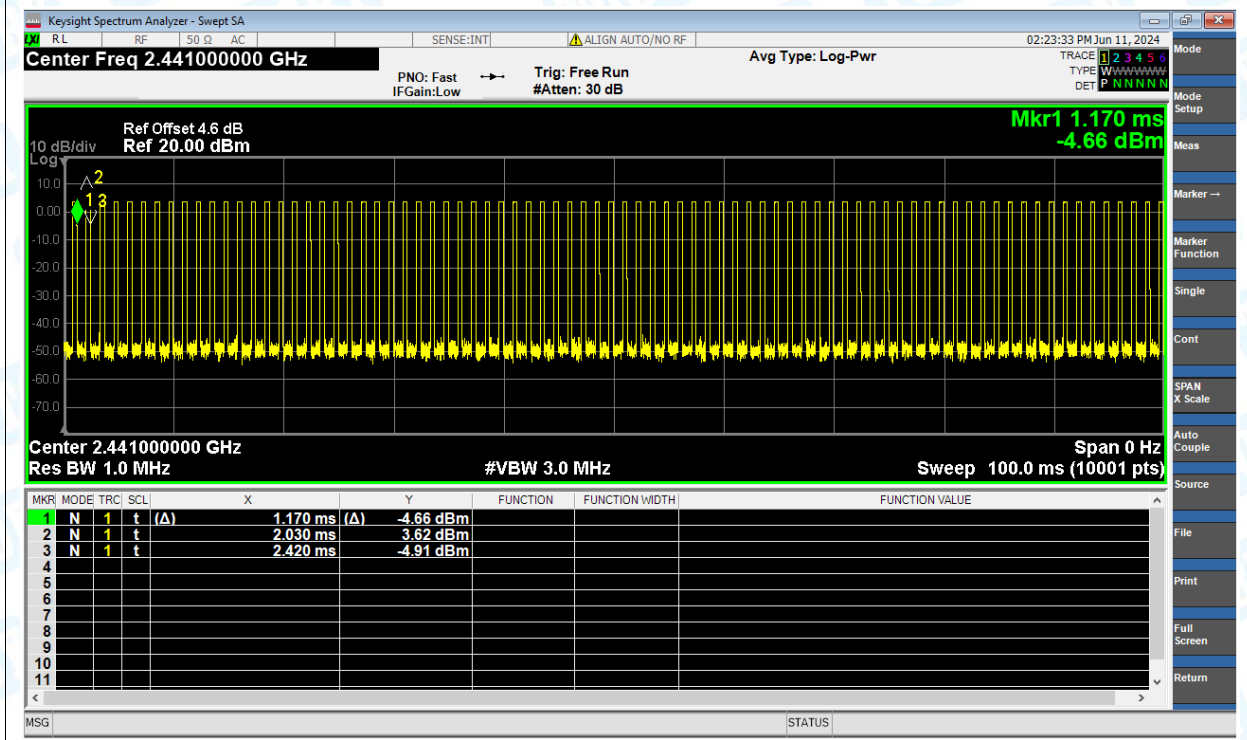 Keysight Spectrum Analyzer - Swept SA
LXI RL RF 50 Ω AC SENSE:INT ALIGN AUTO/NO RF 02:23:33 PM Jun 11, 2024
Center Freq 2.441000000 GHz Avg Type: Log-Pwr TRACE 1 2 3 4 5 6
PNO: Fast Trig: Free Run TYPE WWWWWW
IFGain:Low #Atten: 30 dB DET P N N N N N
Mkr1 1.170 ms
Ref Offset 4.6 dB
10 dB/div Ref 20.00 dBm -4.66 dBm
Log
10.0
0.00
-10.0
-20.0
-30.0
-40.0
-50.0
-60.0
-70.0
2
1 3
Center 2.441000000 GHz Span 0 Hz
Res BW 1.0 MHz #VBW 3.0 MHz Sweep 100.0 ms (10001 pts)
MKR MODE TRC SCL X Y FUNCTION FUNCTION WIDTH FUNCTION VALUE
1 N 1 t (Δ) 1.170 ms (Δ) -4.66 dBm
2 N 1 t 2.030 ms 3.62 dBm
3 N 1 t 2.420 ms -4.91 dBm
4
5
6
7
8
9
10
11
MSG STATUS
Mode
Mode
Setup
Meas
Marker →
Marker
Function
Single
Cont
SPAN
X Scale
Auto
Couple
Source
File
Print
Full
Screen
Return